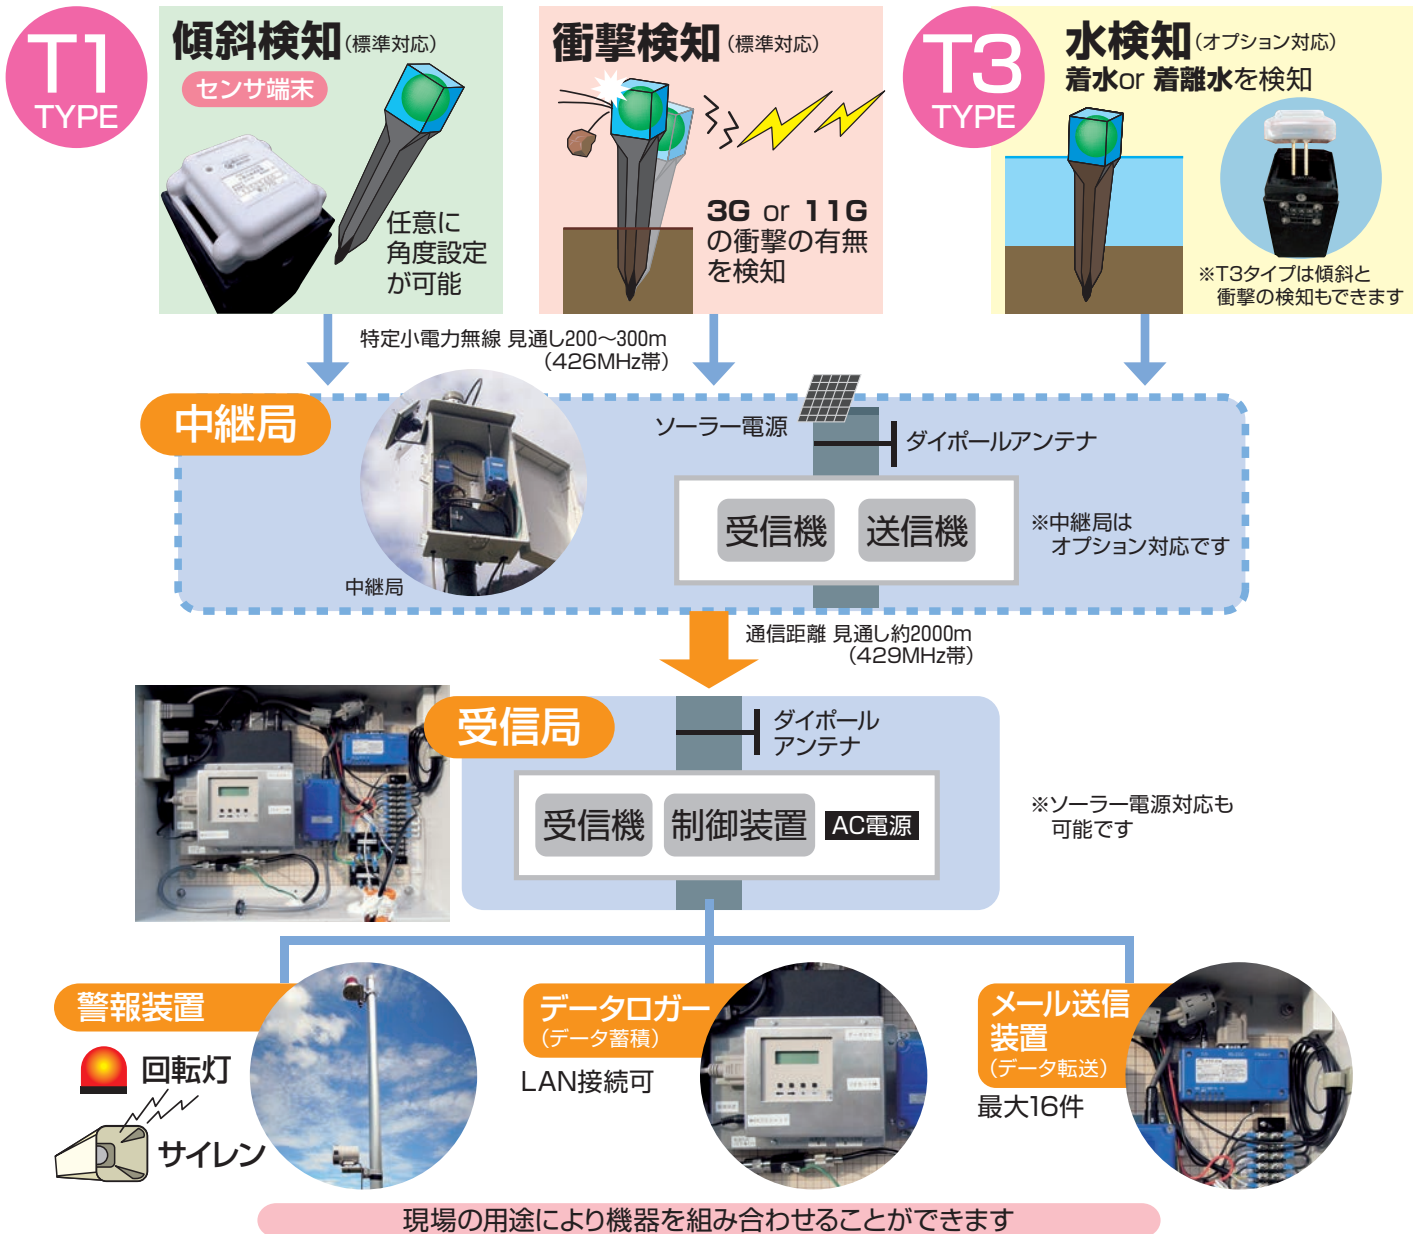 T1
TYPE
傾斜検知(標準対応)
センサ端末
任意に
角度設定
が可能
衝撃検知(標準対応)
3G or 11G
の衝撃の有無
を検知
T3
TYPE
水検知(オプション対応)
着水or 着離水を検知
※T3タイプは傾斜と
衝撃の検知もできます
特定小電力無線 見通し200〜300m
(426MHz帯)
中継局
中継局
ソーラー電源
ダイポールアンテナ
受信機
送信機
※中継局は
オプション対応です
通信距離 見通し約2000m
(429MHz帯)
受信局
ダイポール
アンテナ
受信機
制御装置
AC電源
※ソーラー電源対応も
可能です
警報装置
回転灯
サイレン
データロガー
(データ蓄積)
LAN接続可
メール送信
装置
(データ転送)
最大16件
現場の用途により機器を組み合わせることができます